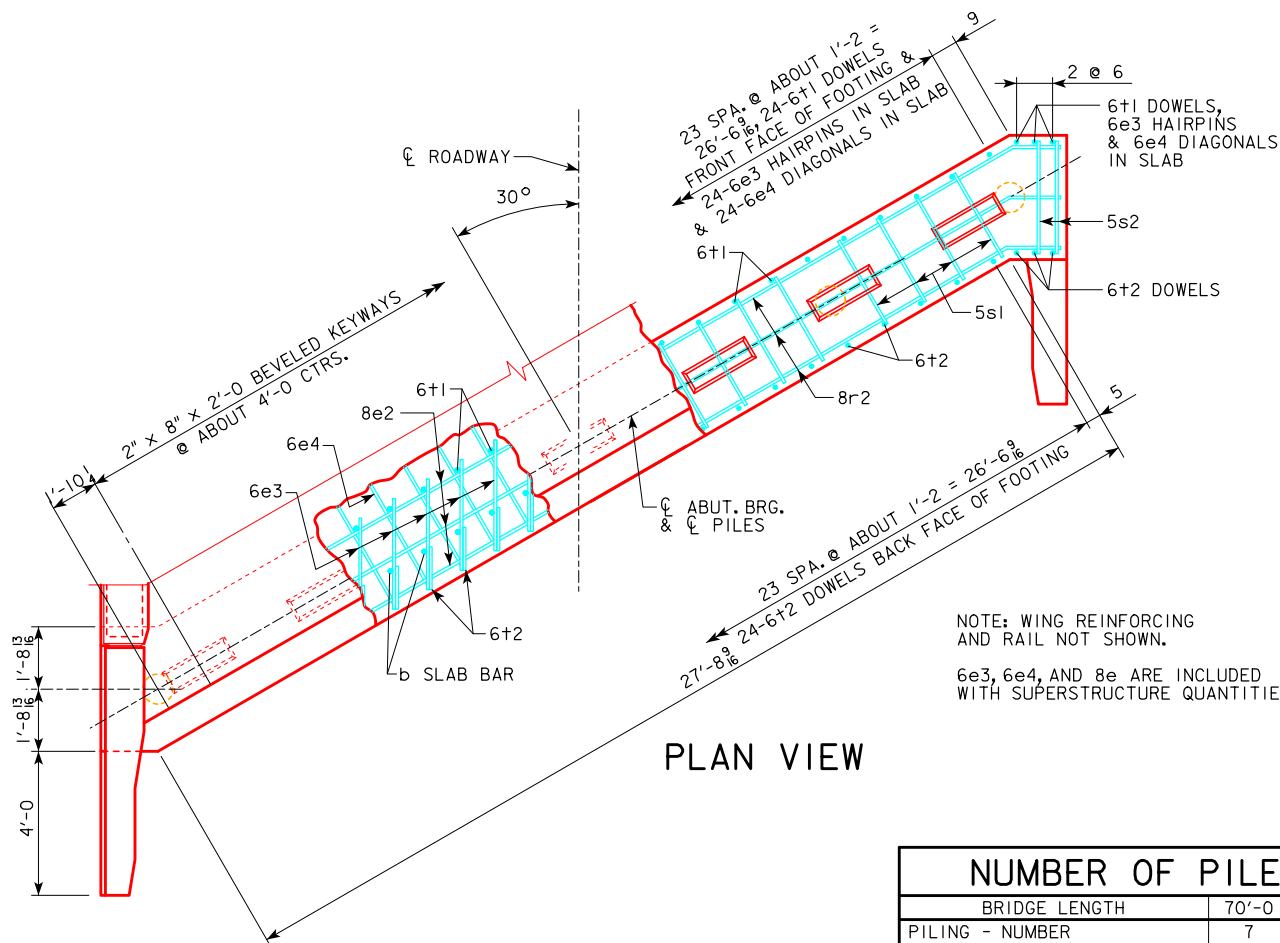 23 SPA. @ ABOUT 1'-2 =
26'-6 9/16, 24-6t1 DOWELS
FRONT FACE OF FOOTING &
24-6e3 HAIRPINS IN SLAB
& 24-6e4 DIAGONALS IN SLAB
9
2 @ 6
6t1 DOWELS,
6e3 HAIRPINS
& 6e4 DIAGONALS
IN SLAB
℄ ROADWAY
30°
5s2
6t1
6t2 DOWELS
5s1
2" x 8" x 2'-0 BEVELED KEYWAYS
@ ABOUT 4'-0 CTRS.
6t2
6t1
8r2
8e2
5
6e4
1'-10 1/4
6e3
℄ ABUT. BRG.
& ℄ PILES
23 SPA. @ ABOUT 1'-2 = 26'-6 9/16
24-6t2 DOWELS BACK FACE OF FOOTING
27'-8 9/16
6t2
b SLAB BAR
NOTE: WING REINFORCING
AND RAIL NOT SHOWN.
6e3, 6e4, AND 8e ARE INCLUDED
WITH SUPERSTRUCTURE QUANTITIE
1'-8 13/16
1'-8 13/16
4'-0
PLAN VIEW
NUMBER OF PILE
BRIDGE LENGTH 70'-0
PILING - NUMBER 7